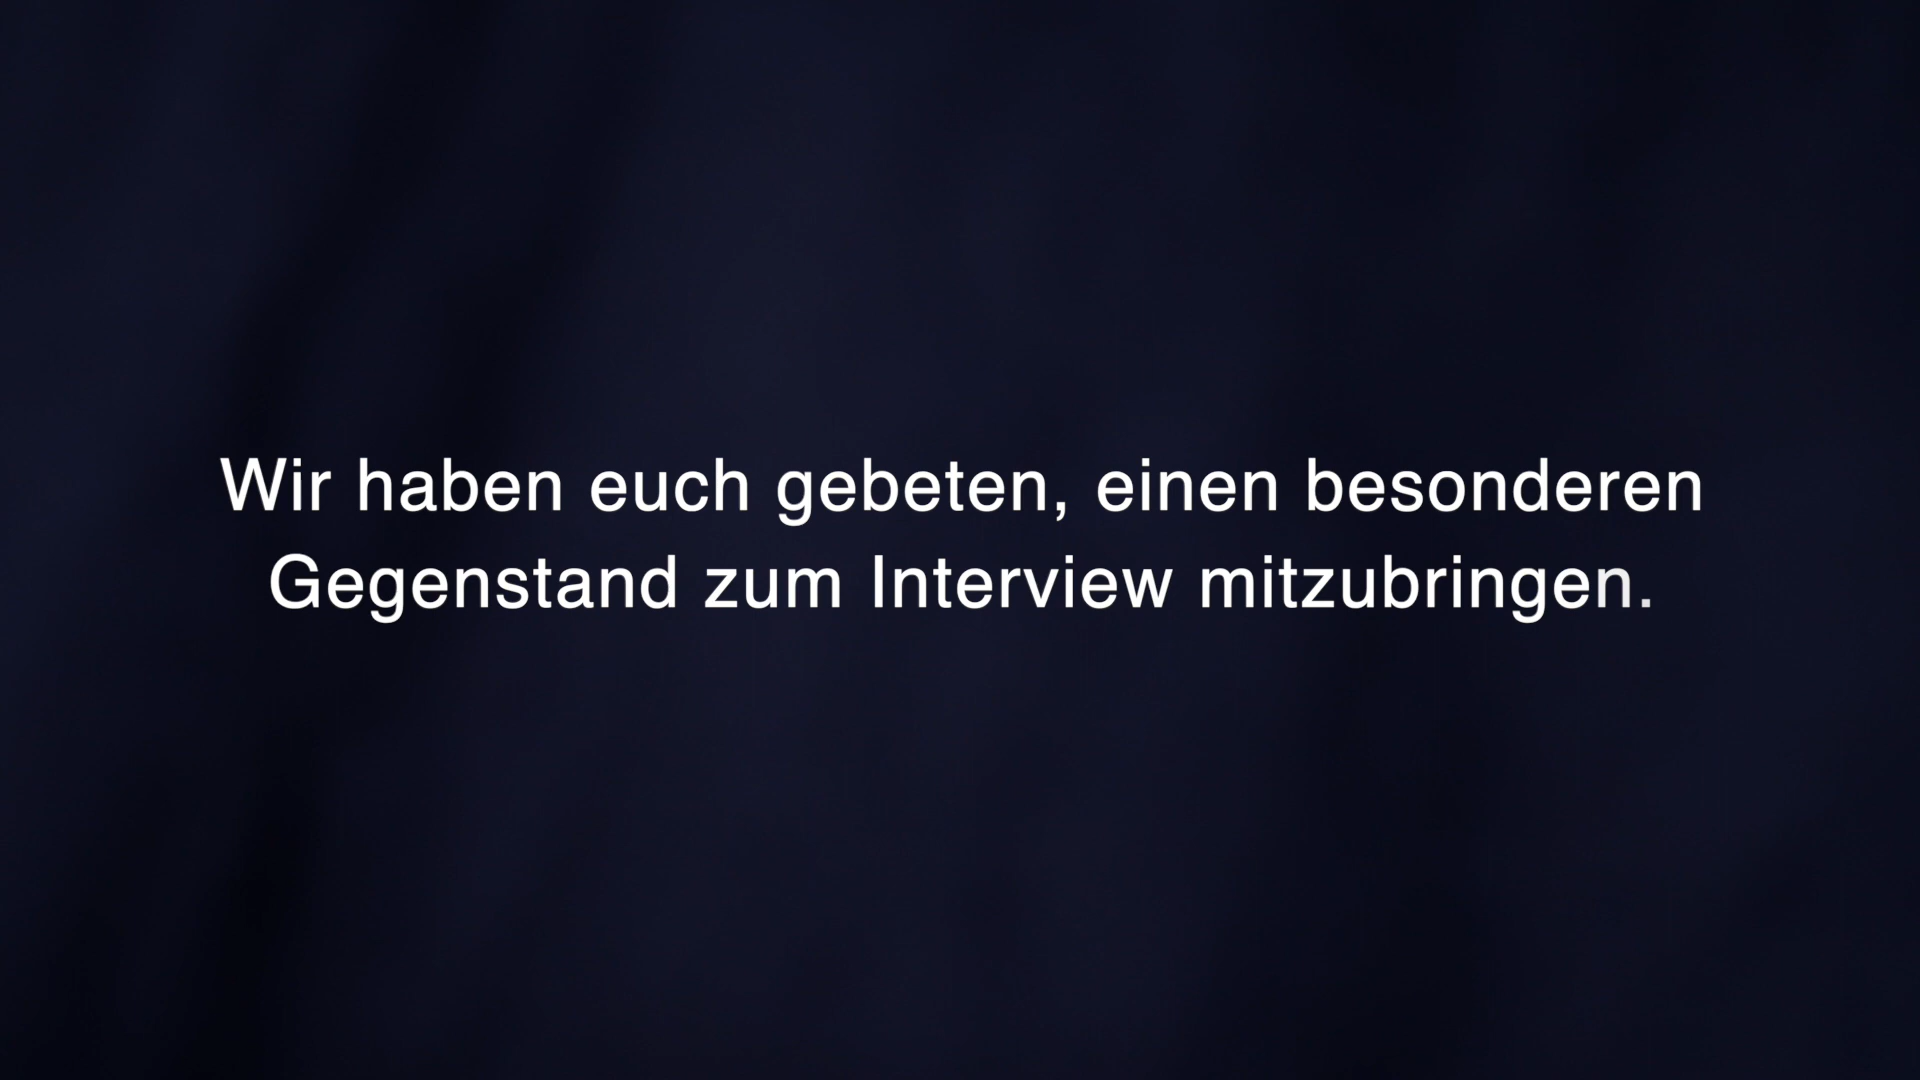 Wir haben euch gebeten, einen besonderen
Gegenstand zum Interview mitzubringen.